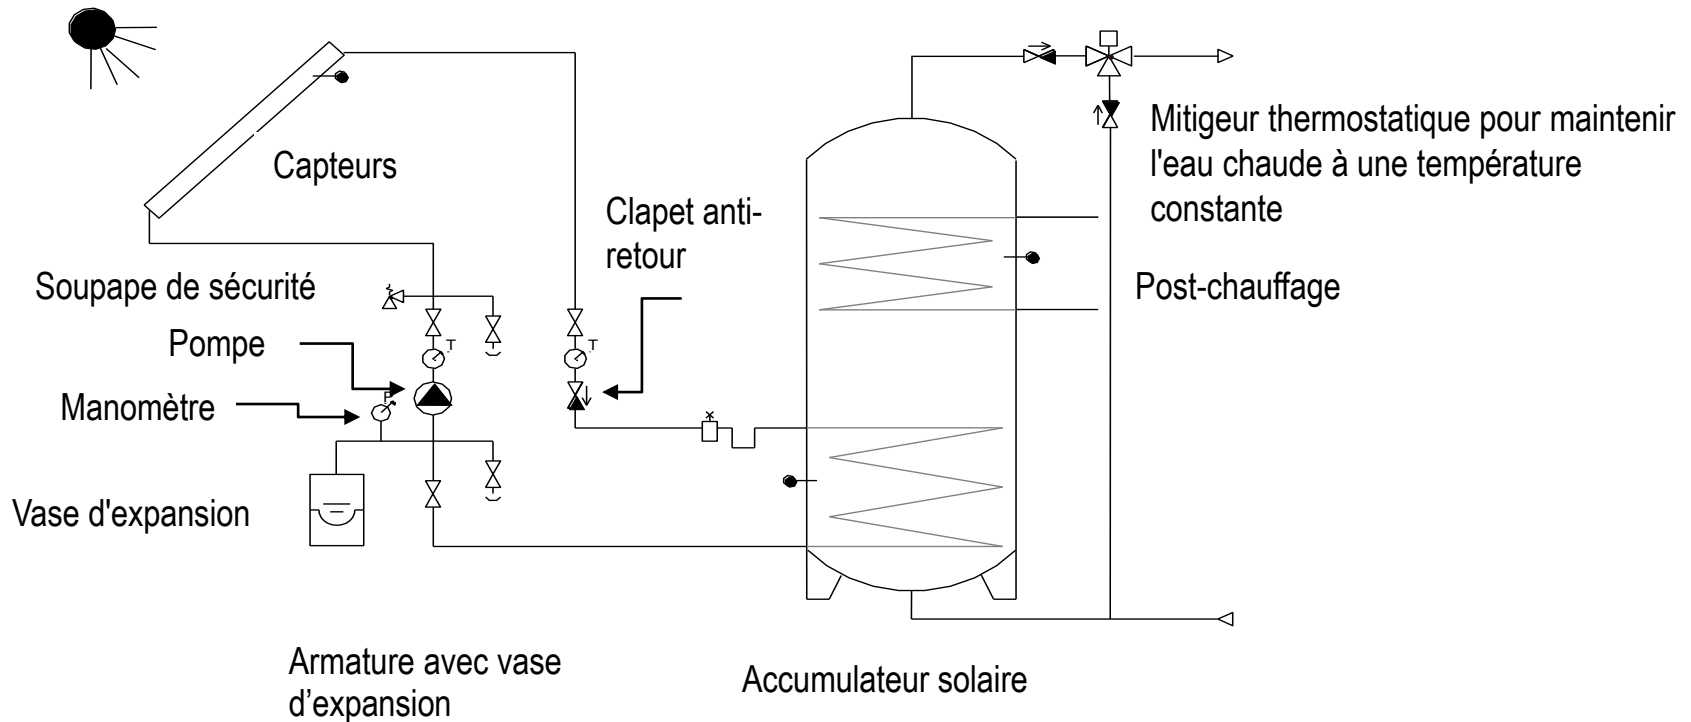 Capteurs
Mitigeur thermostatique pour maintenir
l'eau chaude à une température
constante
Clapet anti-
retour
Soupape de sécurité
Post-chauffage
Pompe
T
T
Manomètre
P
Vase d'expansion
Armature avec vase
d’expansion
Accumulateur solaire